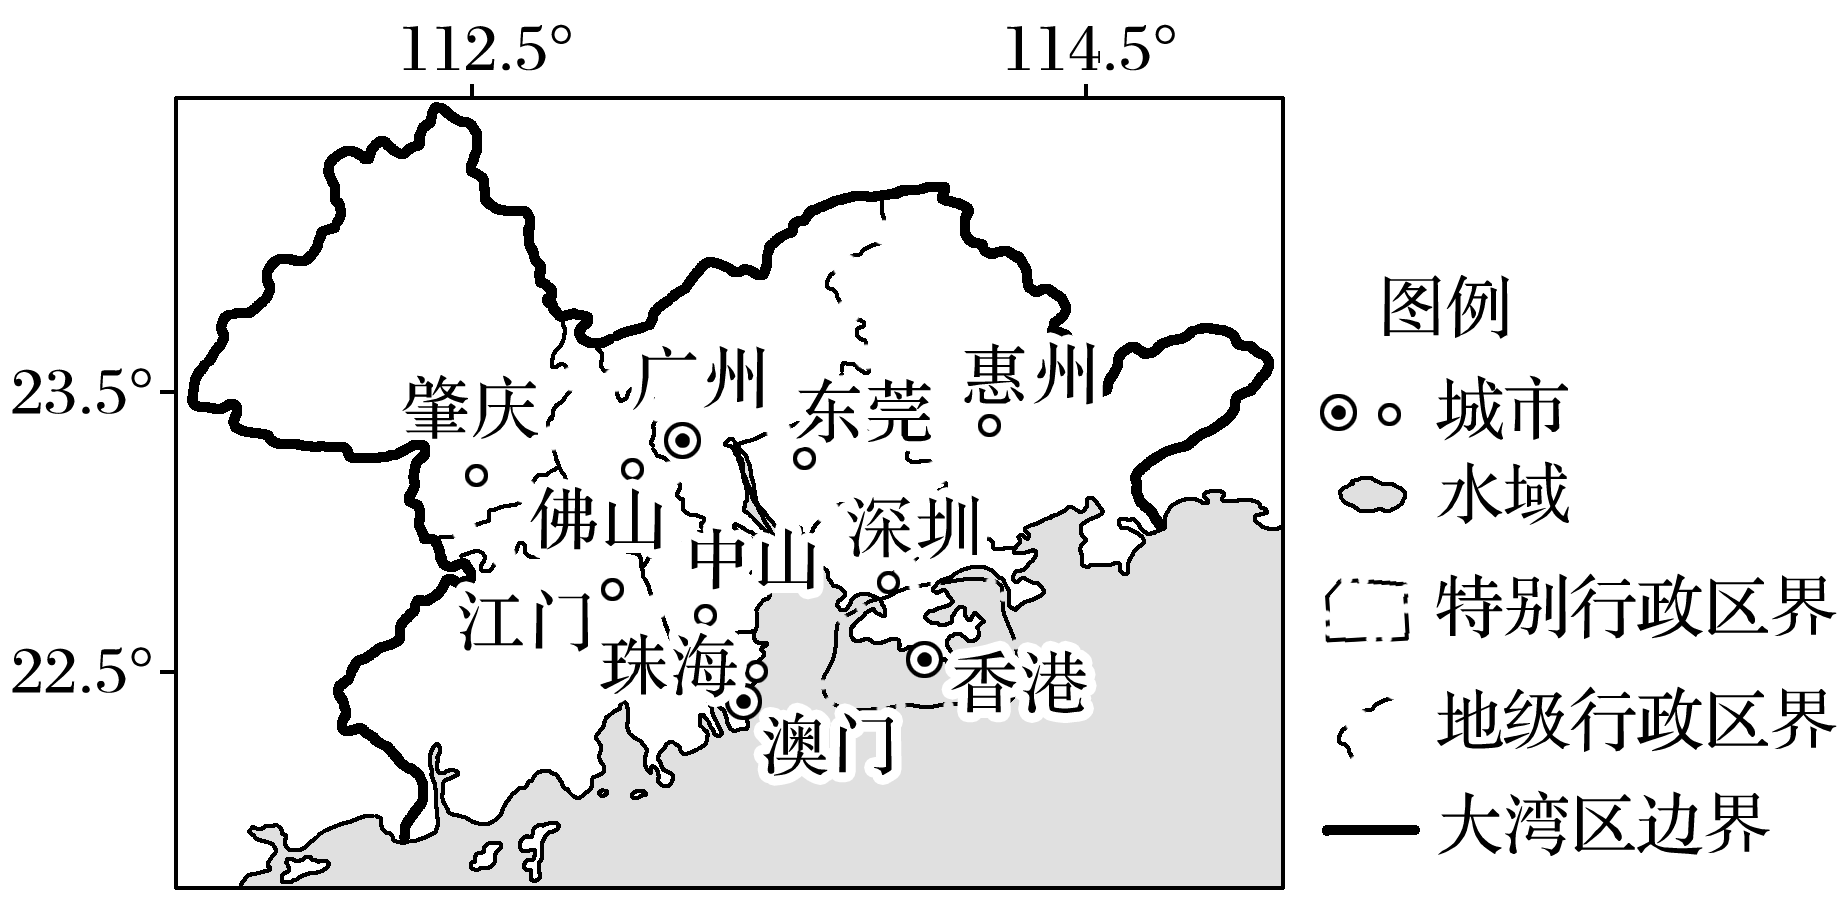 112.5°
114.5°
23.5°
22.5°
肇庆
广州
东莞
惠州
佛山
中山
深圳
江门
珠海
香港
澳门
图例
城市
水域
特别行政区界
地级行政区界
大湾区边界